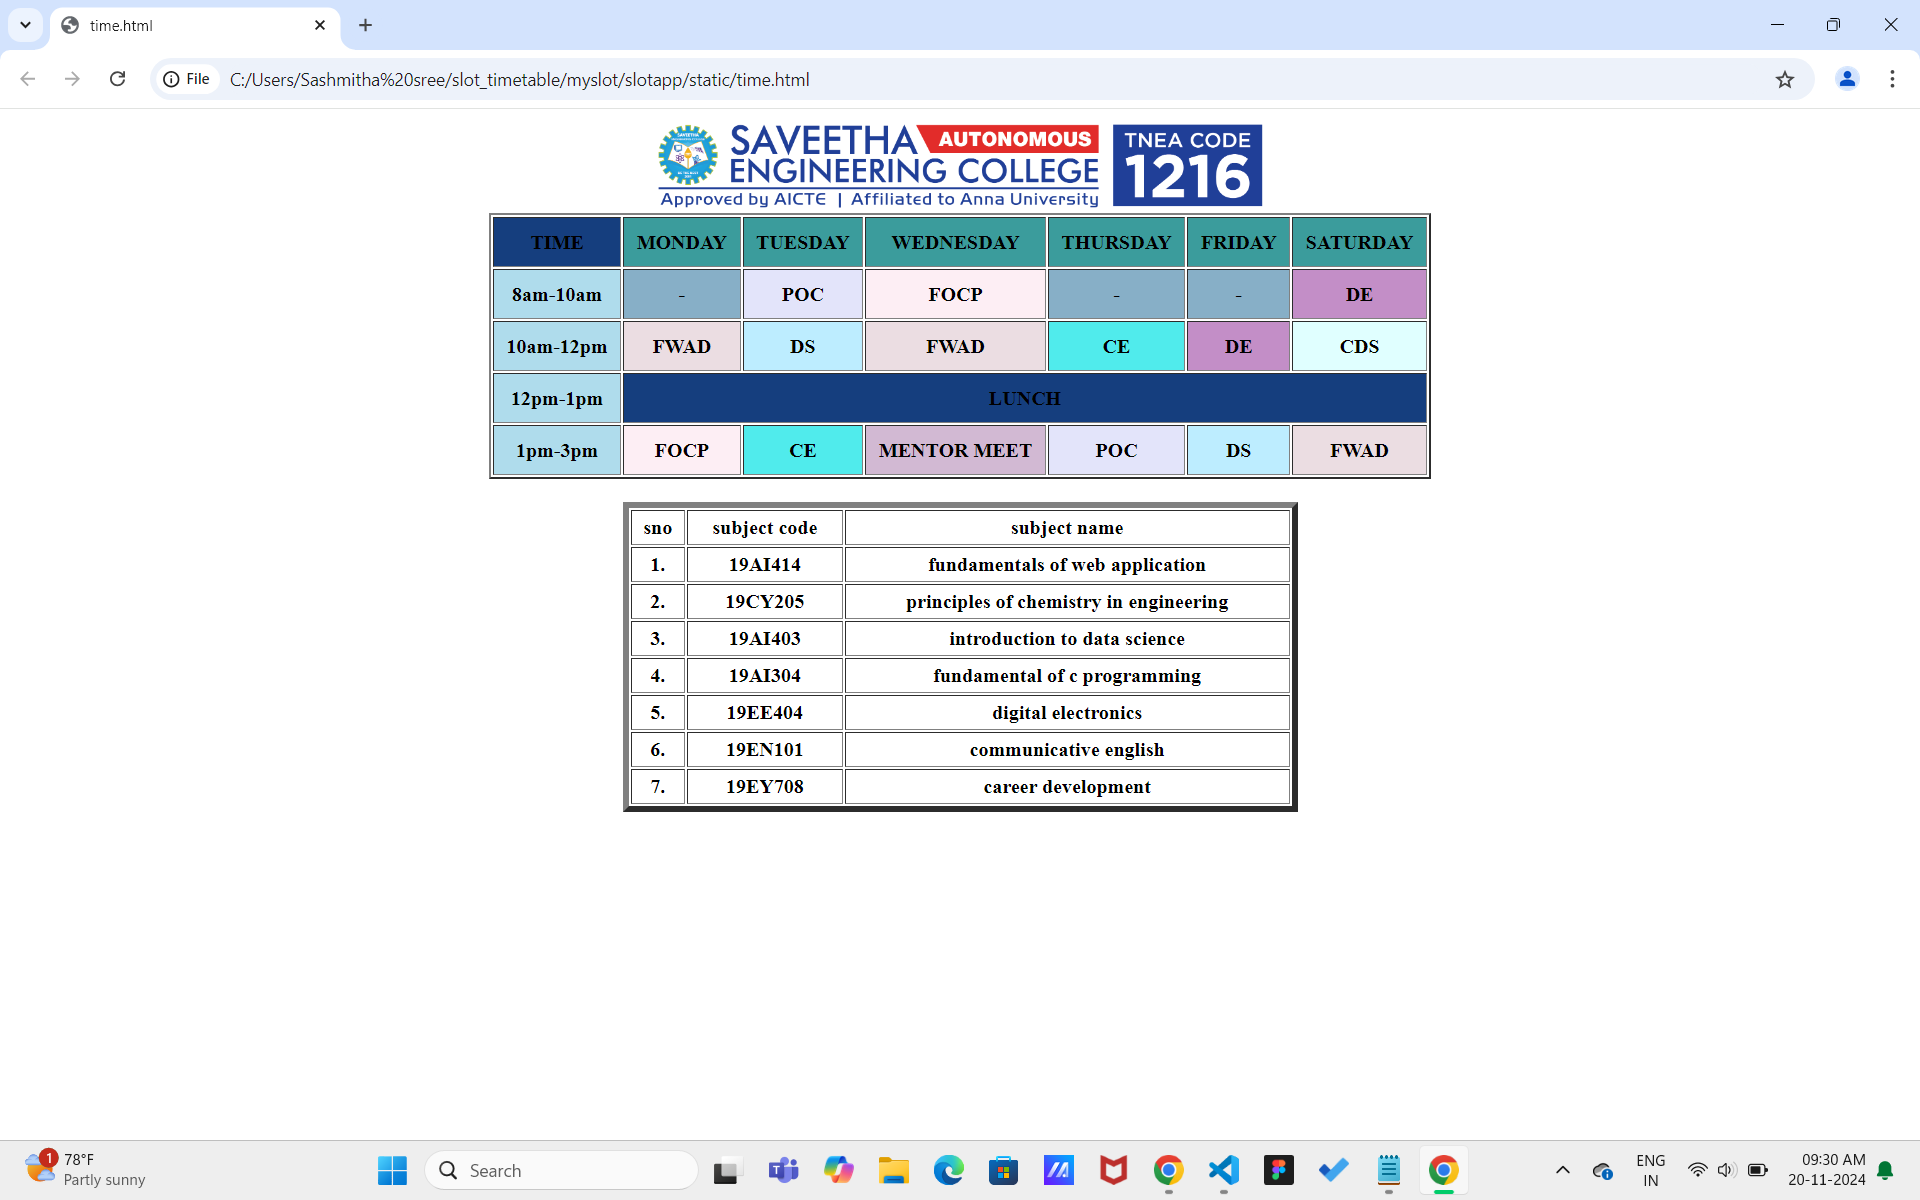 time.html
File C:/Users/Sashmitha%20sree/slot_timetable/myslot/slotapp/static/time.html
SAVEETHA AUTONOMOUS
ENGINEERING COLLEGE
Approved by AICTE | Affiliated to Anna University
TNEA CODE
1216
TIME MONDAY TUESDAY WEDNESDAY THURSDAY FRIDAY SATURDAY
8am-10am - POC FOCP - - DE
10am-12pm FWAD DS FWAD CE DE CDS
12pm-1pm LUNCH
1pm-3pm FOCP CE MENTOR MEET POC DS FWAD
sno subject code subject name
1. 19AI414 fundamentals of web application
2. 19CY205 principles of chemistry in engineering
3. 19AI403 introduction to data science
4. 19AI304 fundamental of c programming
5. 19EE404 digital electronics
6. 19EN101 communicative english
7. 19EY708 career development
1 78°F
Partly sunny
Search
ENG
IN
09:30 AM
20-11-2024